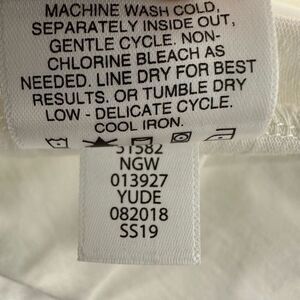 MACHINE WASH COLD,
SEPARATELY INSIDE OUT,
GENTLE CYCLE. NON-
CHLORINE BLEACH AS
NEEDED. LINE DRY FOR BEST
RESULTS. OR TUMBLE DRY
LOW - DELICATE CYCLE.
COOL IRON.
51582
NGW
013927
YUDE
082018
SS19